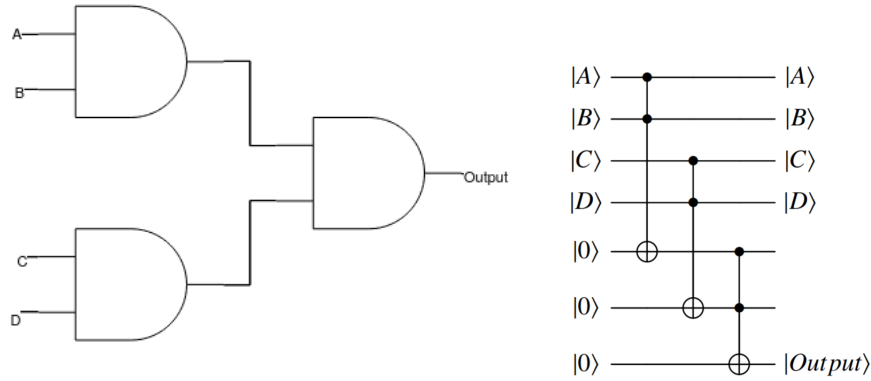 A
B
Output
C
D
|A⟩ |A⟩
|B⟩ |B⟩
|C⟩ |C⟩
|D⟩ |D⟩
|0⟩
|0⟩
|0⟩ |Output⟩